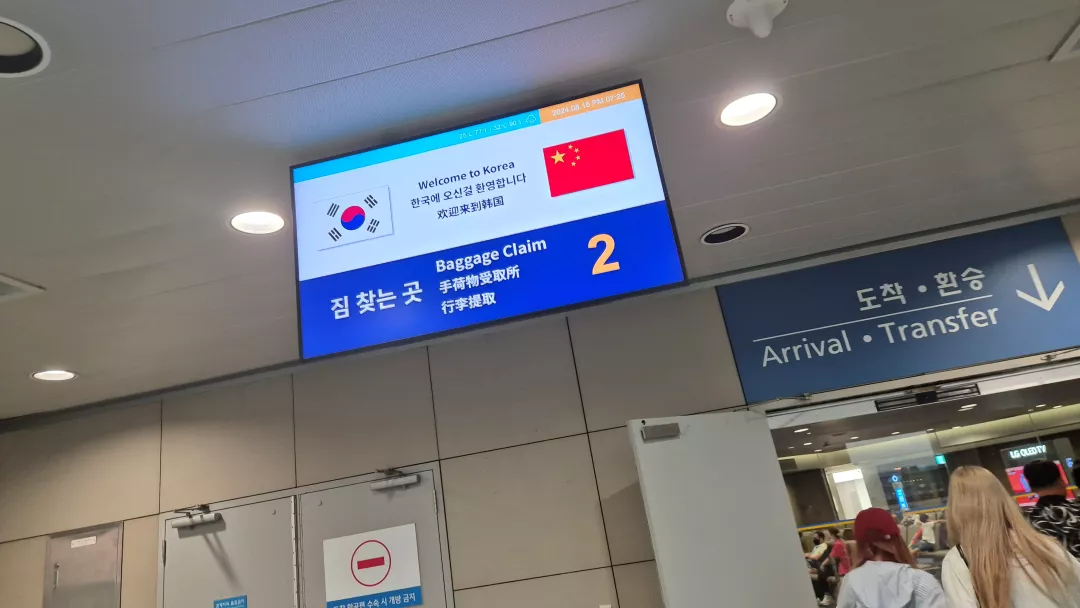 2024.08.15 PM 07:20
Welcome to Korea
한국에 오신걸 환영합니다
欢迎来到韩国
짐 찾는 곳
Baggage Claim
手荷物受取所
行李提取
2
도착 • 환승
Arrival • Transfer
LG OLED TV